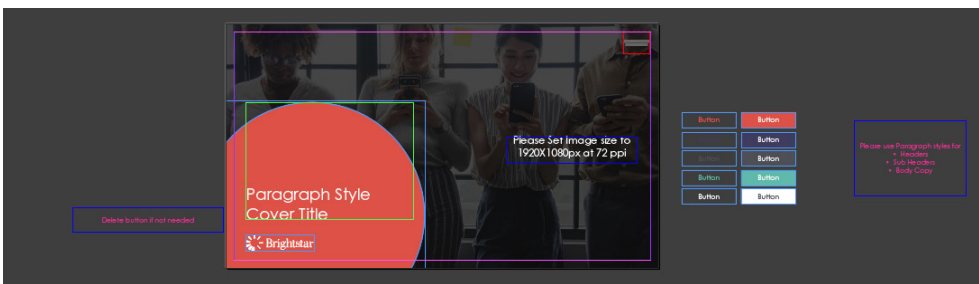 Please Set Image size to
1920X1080px at 72 ppi
Paragraph Style
Cover Title
Brightstar
Delete button if not needed
Button Button
Button
Button Button
Button Button
Button Button
Please use Paragraph styles for
• Headers
• Sub Headers
• Body Copy